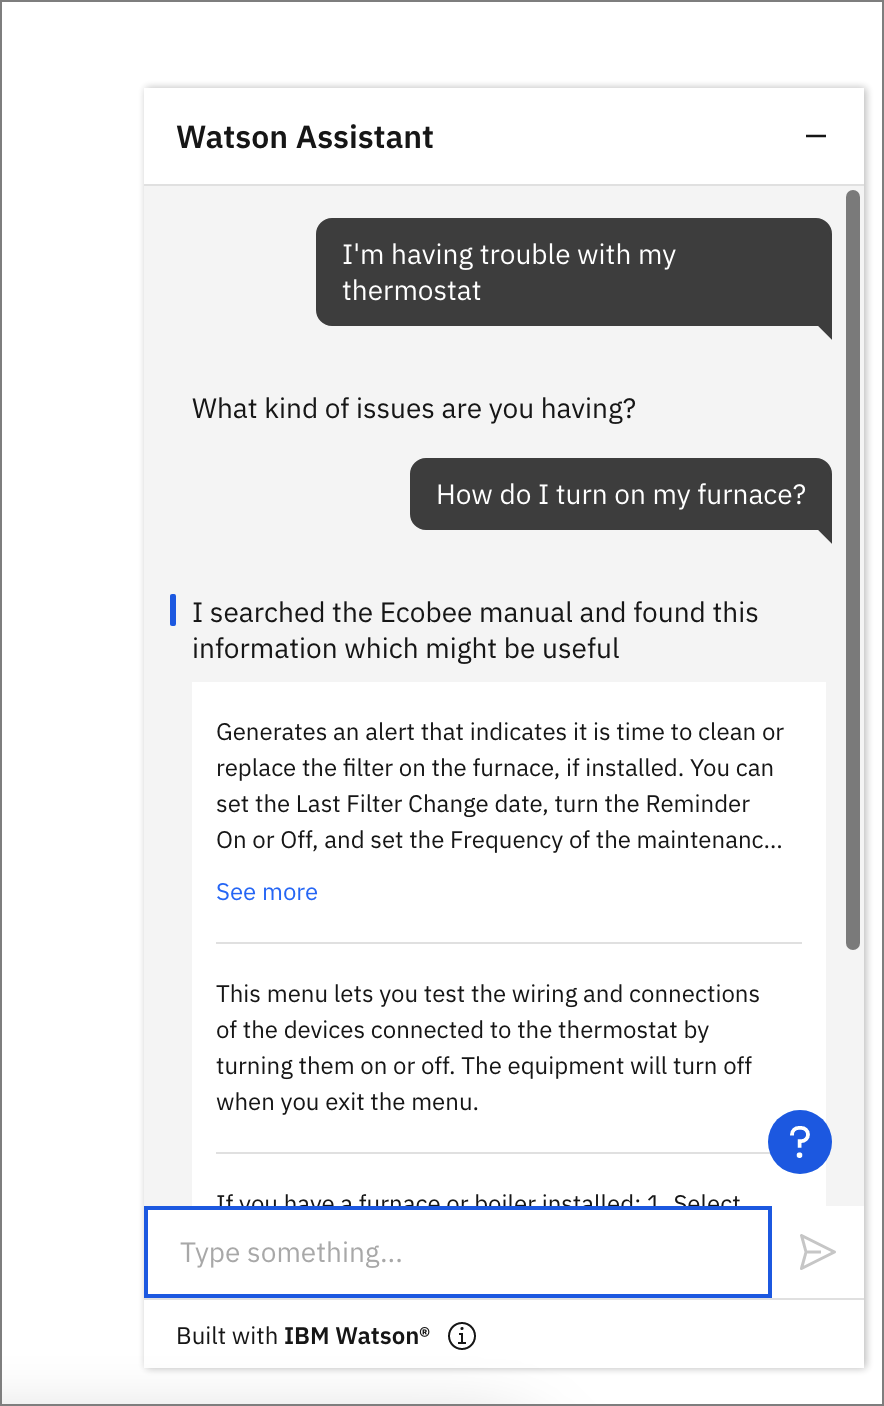 Watson Assistant
I'm having trouble with my
thermostat
What kind of issues are you having?
How do I turn on my furnace?
I searched the Ecobee manual and found this
information which might be useful
Generates an alert that indicates it is time to clean or
replace the filter on the furnace, if installed. You can
set the Last Filter Change date, turn the Reminder
On or Off, and set the Frequency of the maintenanc...
See more
This menu lets you test the wiring and connections
of the devices connected to the thermostat by
turning them on or off. The equipment will turn off
when you exit the menu.
?
If you have a furnace or boiler installed: 1. Select
Type something...
Built with IBM Watson® i